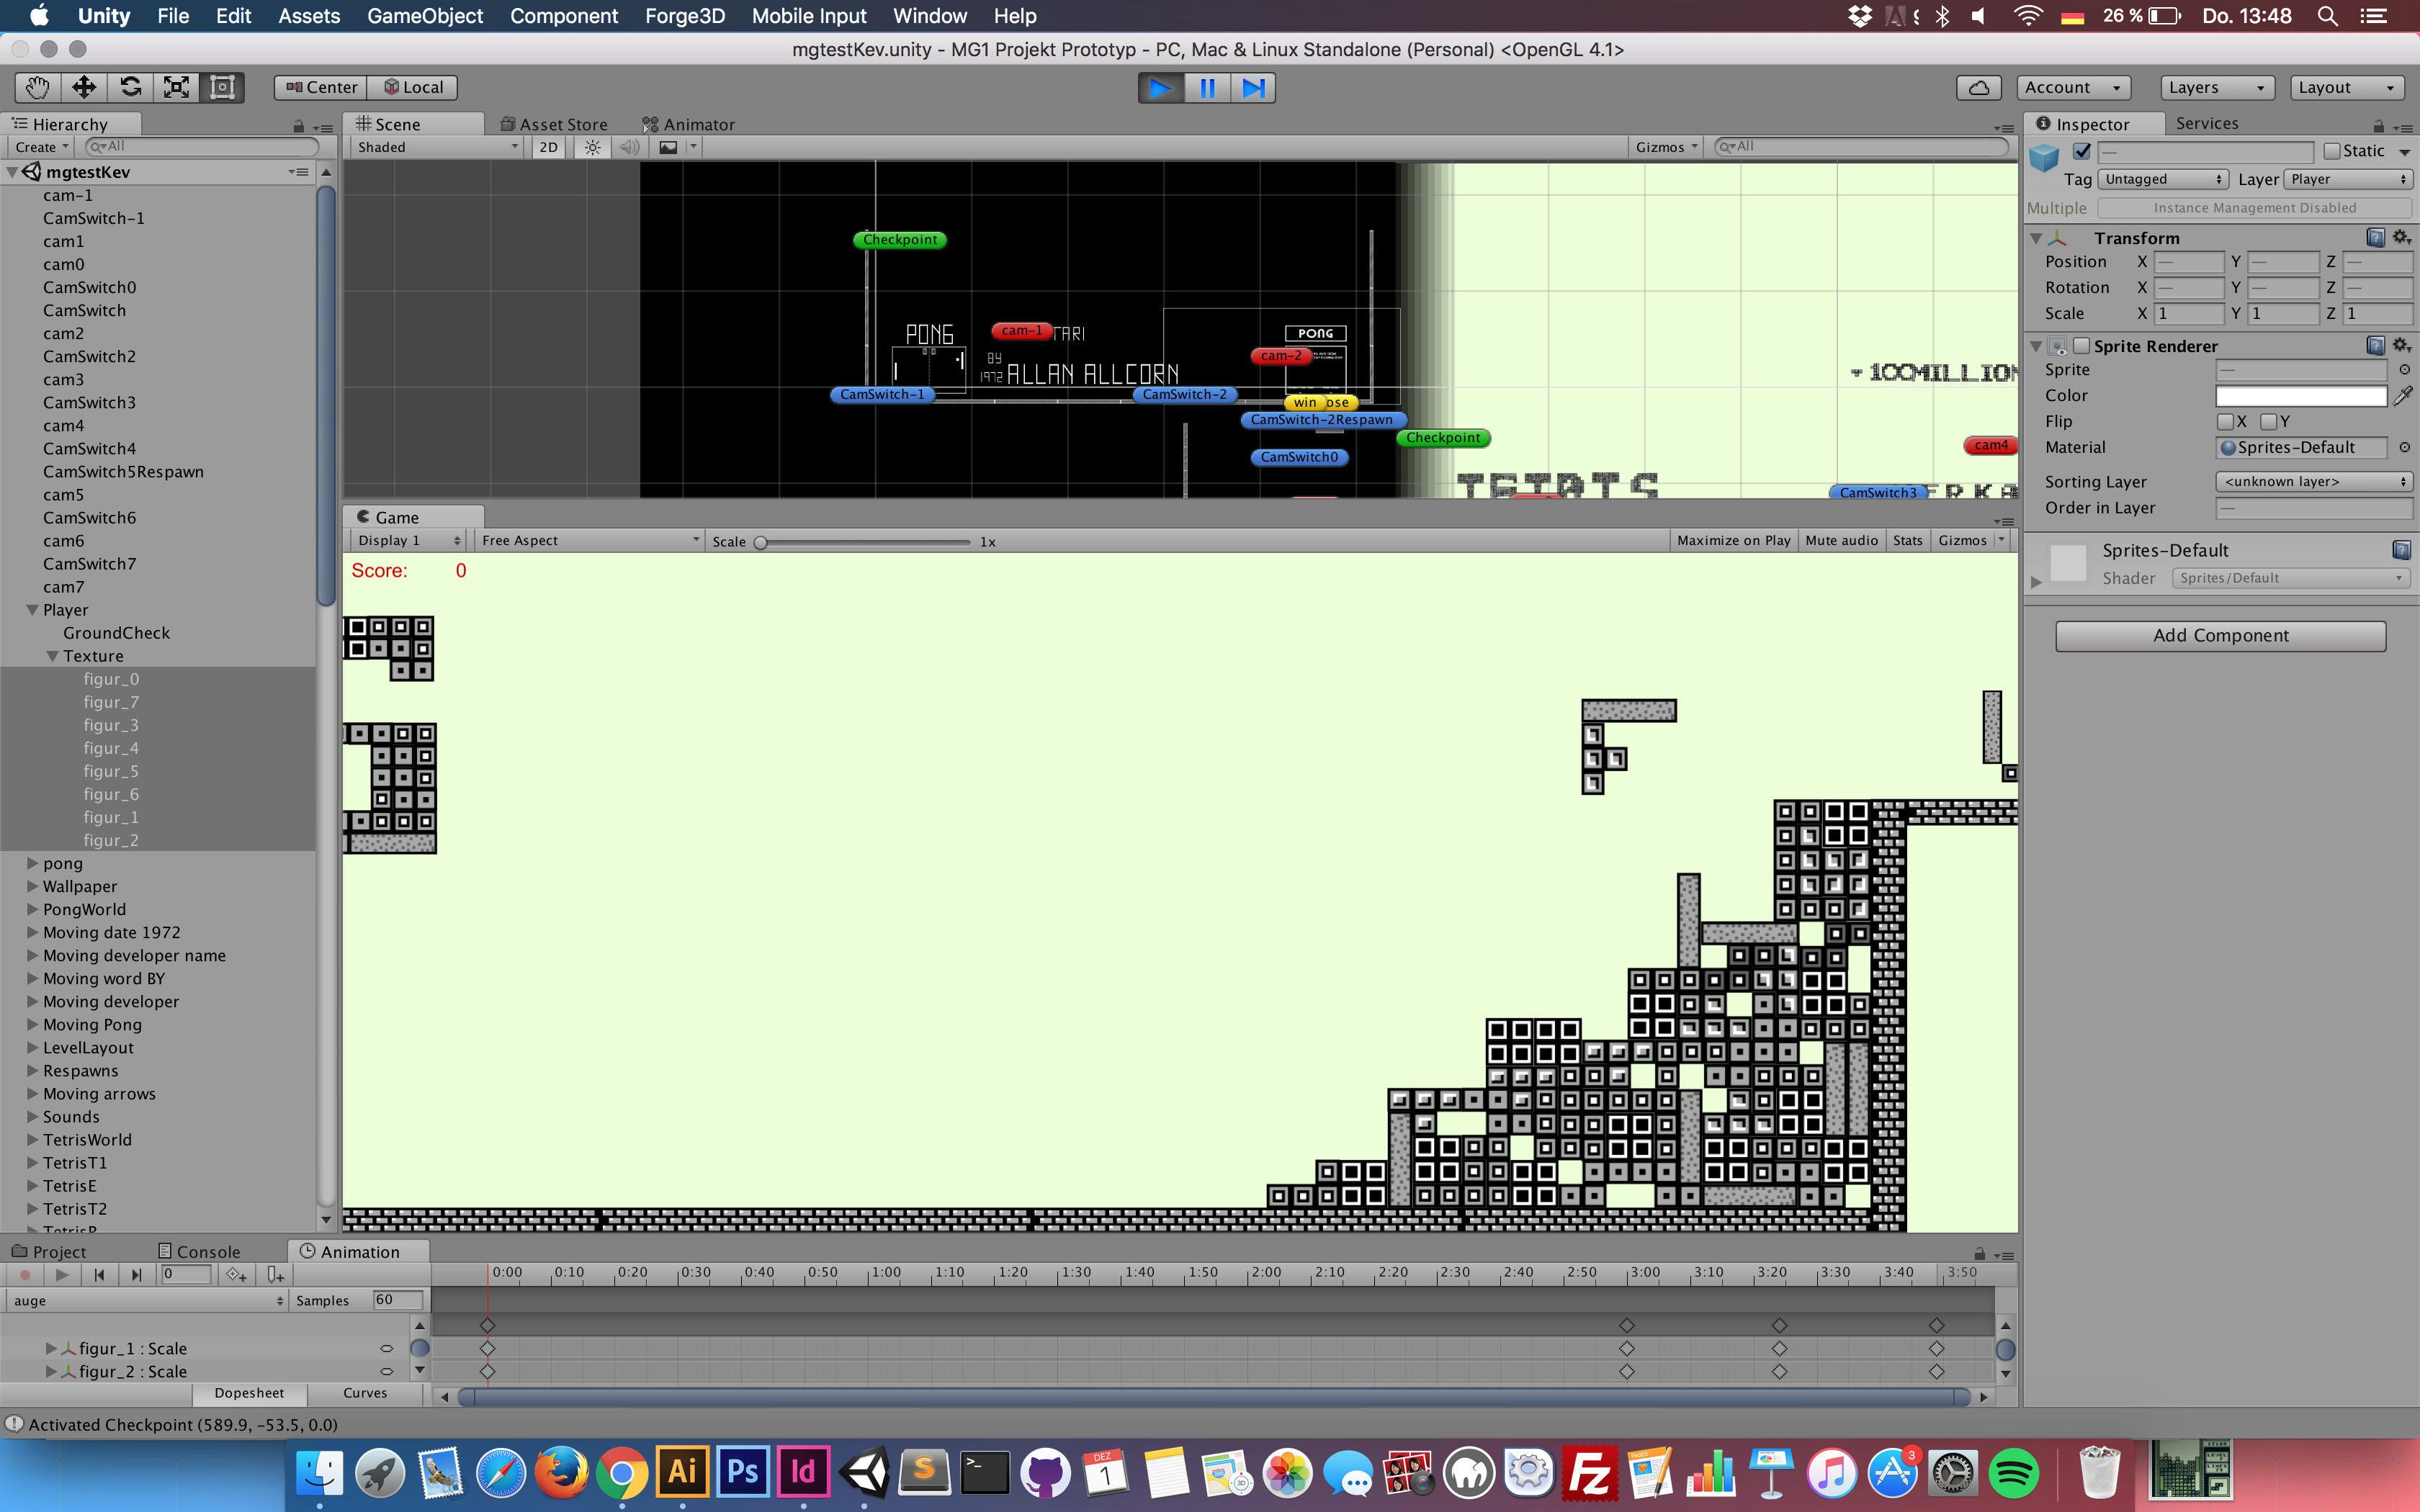 Unity File Edit Assets GameObject Component Forge3D Mobile Input Window Help 26 % Do. 13:48
mgtestKev.unity - MG1 Projekt Prototyp - PC, Mac & Linux Standalone (Personal) <OpenGL 4.1>
Center Local Account Layers Layout
Hierarchy
Create All
mgtestKev
cam-1
CamSwitch-1
cam1
cam0
CamSwitch0
CamSwitch
cam2
CamSwitch2
cam3
CamSwitch3
cam4
CamSwitch4
CamSwitch5Respawn
cam5
CamSwitch6
cam6
CamSwitch7
cam7
Player
GroundCheck
Texture
figur_0
figur_7
figur_3
figur_4
figur_5
figur_6
figur_1
figur_2
pong
Wallpaper
PongWorld
Moving date 1972
Moving developer name
Moving word BY
Moving developer
Moving Pong
LevelLayout
Respawns
Moving arrows
Sounds
TetrisWorld
TetrisT1
TetrisE
TetrisT2
TetrisR
Scene Asset Store Animator
Shaded 2D Gizmos All
Checkpoint
PONG cam-1 TARI PONG
BY cam-2
1972 ALLAN ALLCORN
100MILLION
CamSwitch-1 CamSwitch-2 win ose
CamSwitch-2Respawn
Checkpoint
cam4
CamSwitch0
CamSwitch3
Game
Display 1 Free Aspect Scale 1x Maximize on Play Mute audio Stats Gizmos
Score: 0
Inspector Services
— Static
Tag Untagged Layer Player
Multiple Instance Management Disabled
Transform
Position X — Y — Z —
Rotation X — Y — Z —
Scale X 1 Y 1 Z 1
Sprite Renderer
Sprite —
Color
Flip X Y
Material Sprites-Default
Sorting Layer <unknown layer>
Order in Layer —
Sprites-Default
Shader Sprites/Default
Add Component
Project Console Animation
0 0:00 0:10 0:20 0:30 0:40 0:50 1:00 1:10 1:20 1:30 1:40 1:50 2:00 2:10 2:20 2:30 2:40 2:50 3:00 3:10 3:20 3:30 3:40 3:50
auge Samples 60
figur_1 : Scale
figur_2 : Scale
Dopesheet Curves
Activated Checkpoint (589.9, -53.5, 0.0)
Ai Ps Id S >_ DEZ 1 Fz 3